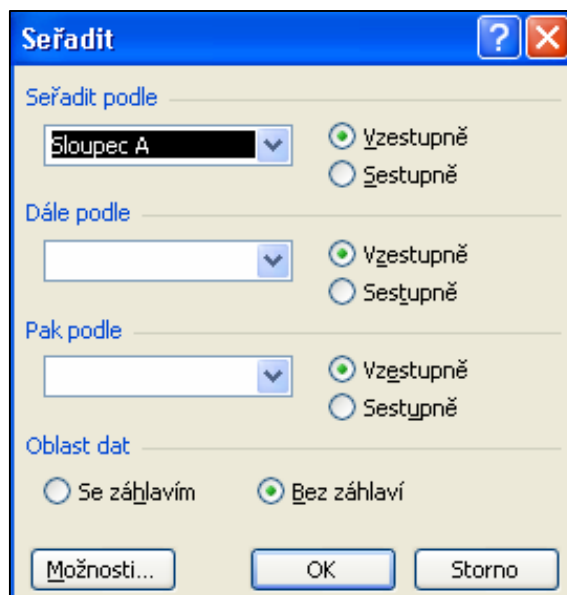 Seřadit
Seřadit podle
Sloupec A
Vzestupně
Sestupně
Dále podle
Vzestupně
Sestupně
Pak podle
Vzestupně
Sestupně
Oblast dat
Se záhlavím
Bez záhlaví
Možnosti...
OK
Storno